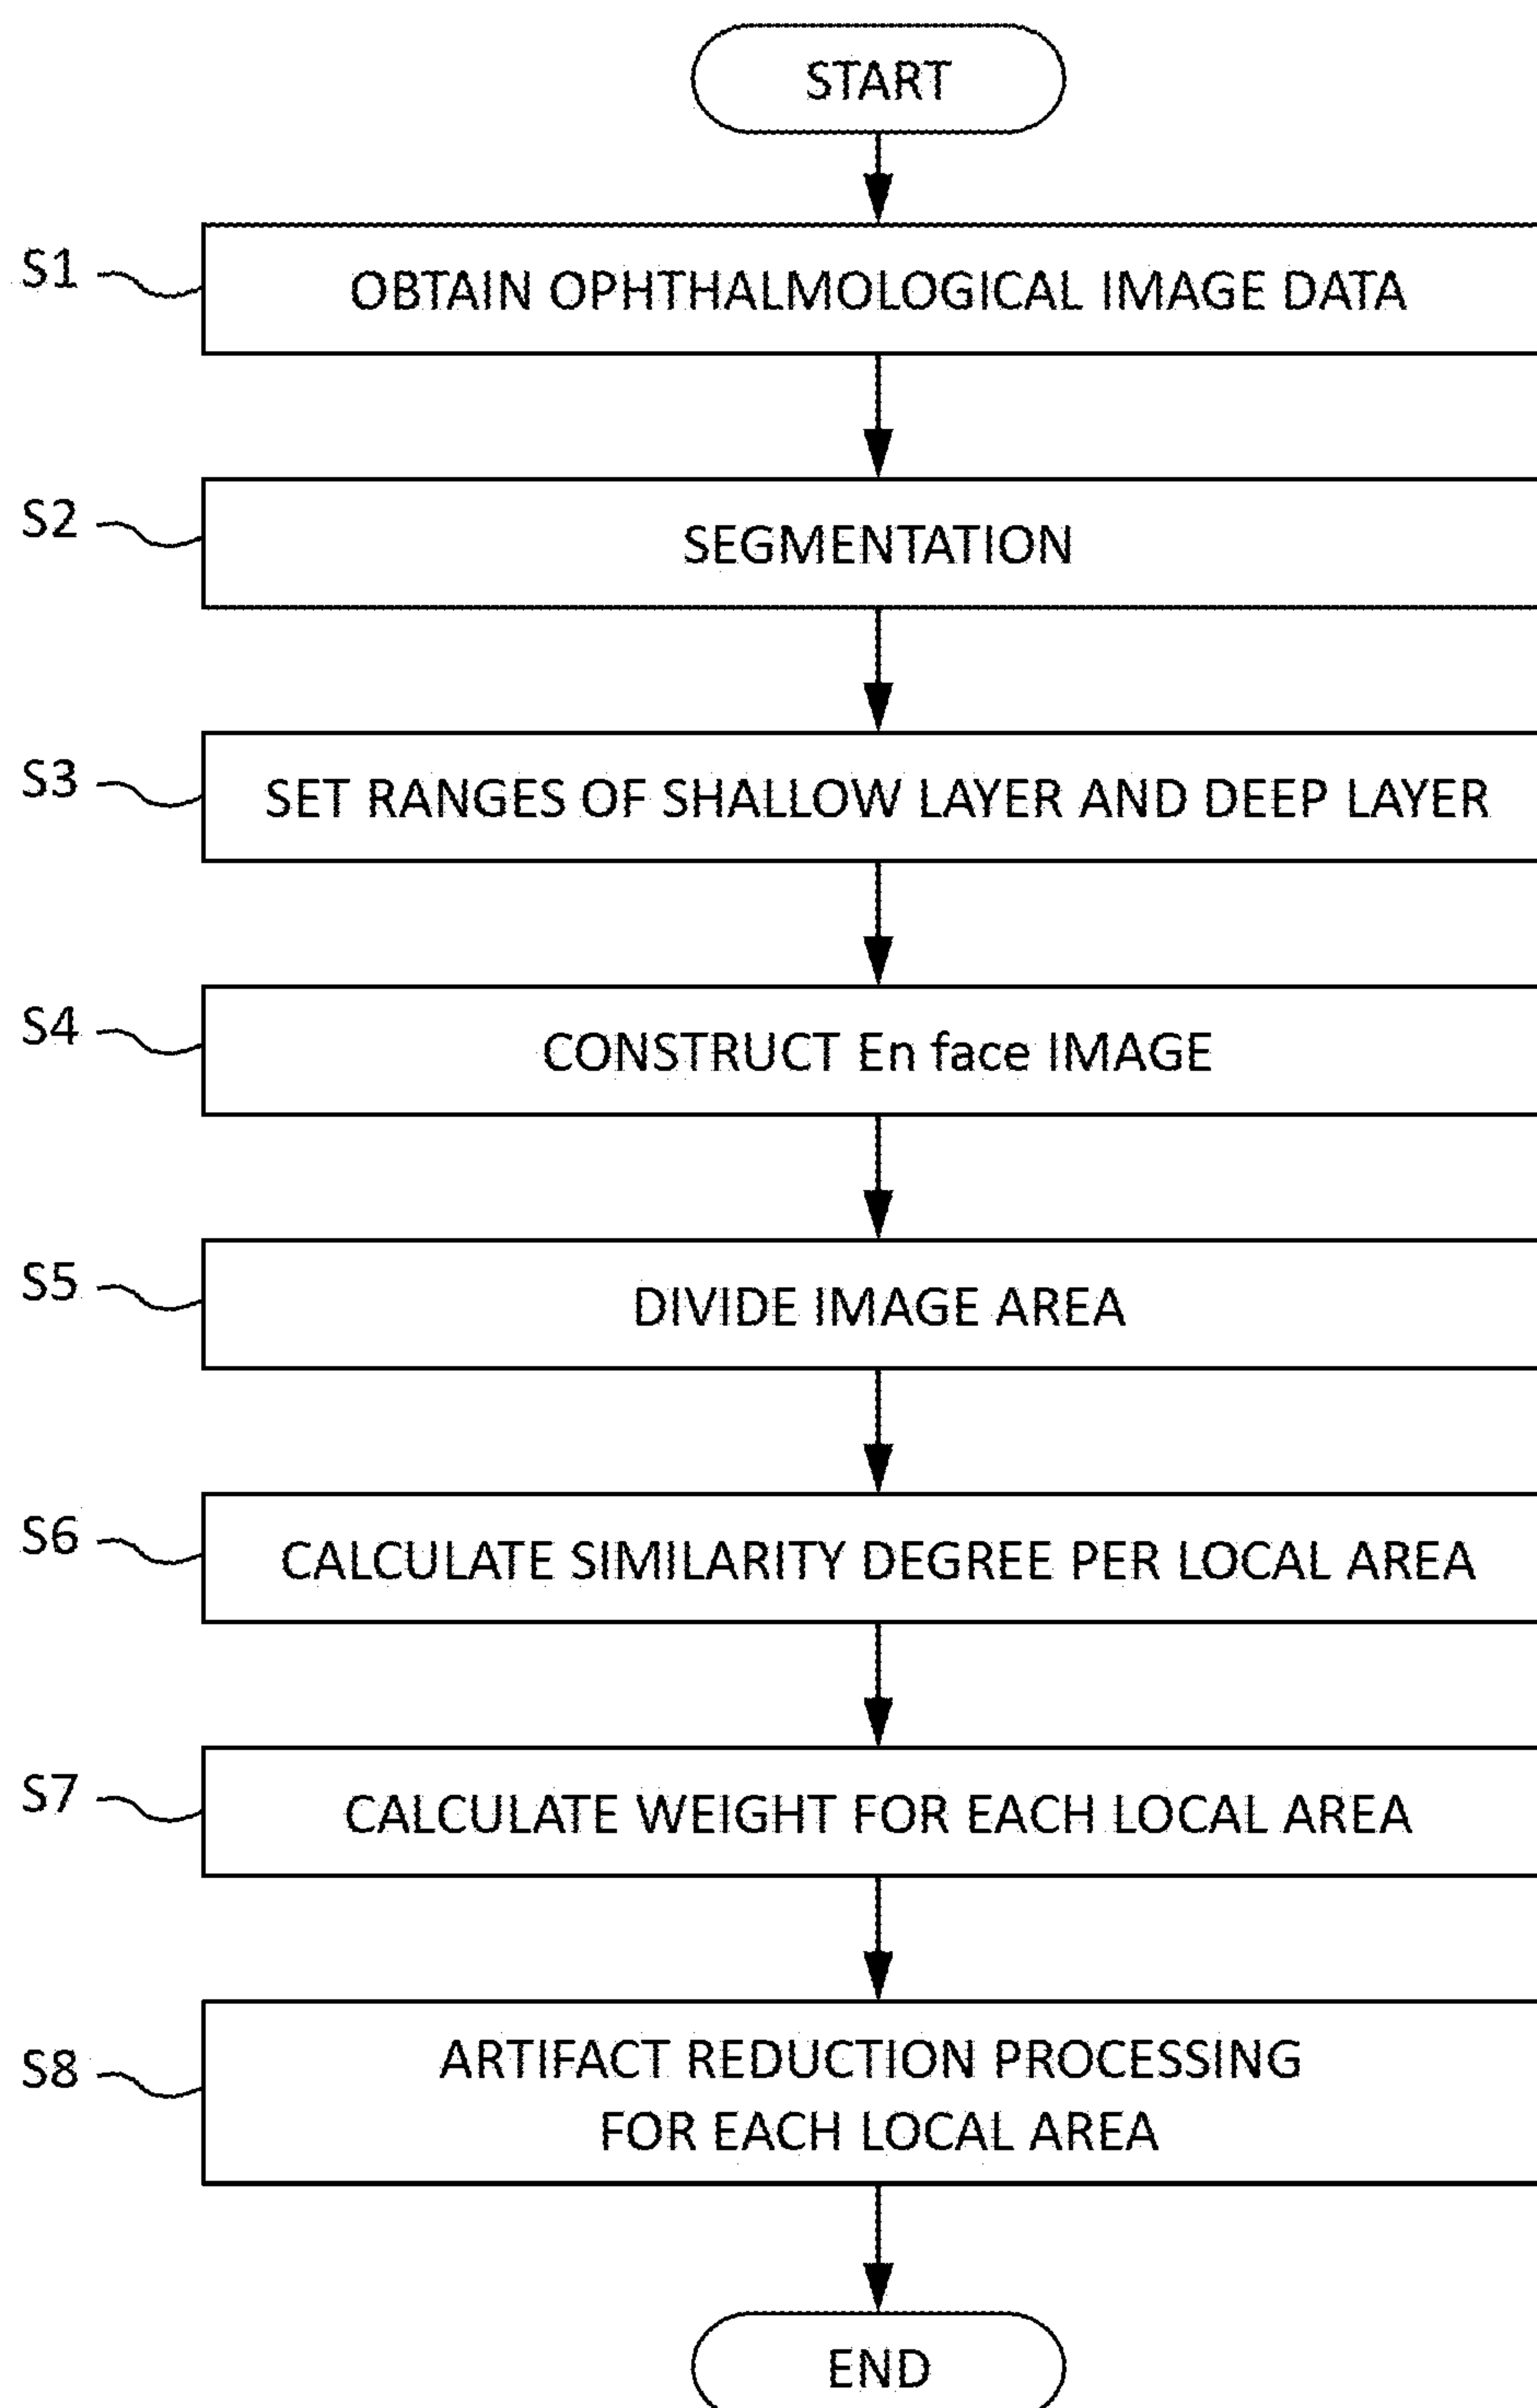 START
S1
OBTAIN OPHTHALMOLOGICAL IMAGE DATA
S2
SEGMENTATION
S3
SET RANGES OF SHALLOW LAYER AND DEEP LAYER
S4
CONSTRUCT En face IMAGE
S5
DIVIDE IMAGE AREA
S6
CALCULATE SIMILARITY DEGREE PER LOCAL AREA
S7
CALCULATE WEIGHT FOR EACH LOCAL AREA
S8
ARTIFACT REDUCTION PROCESSING
FOR EACH LOCAL AREA
END